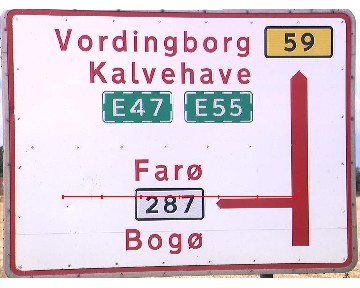 Vordingborg 59
Kalvehave
E47 E55
Farø
287
Bogø